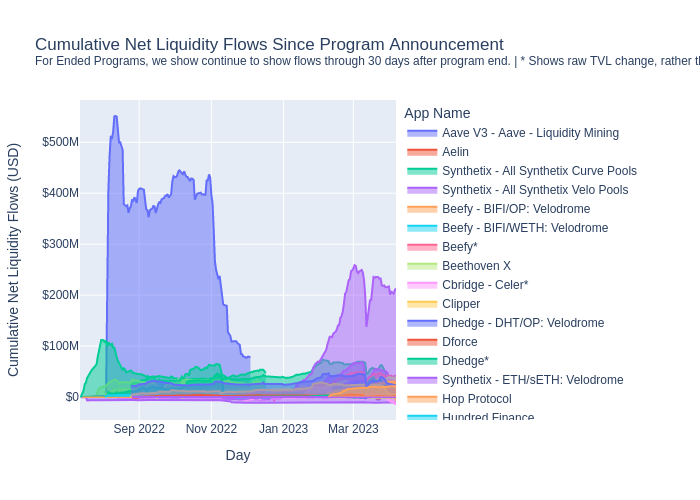 Cumulative Net Liquidity Flows Since Program Announcement
For Ended Programs, we show continue to show flows through 30 days after program end. | * Shows raw TVL change, rather
App Name
Aave V3 - Aave - Liquidity Mining
Aelin
Synthetix - All Synthetix Curve Pools
Synthetix - All Synthetix Velo Pools
Beefy - BIFI/OP: Velodrome
Beefy - BIFI/WETH: Velodrome
Beefy*
Beethoven X
Cbridge - Celer*
Clipper
Dhedge - DHT/OP: Velodrome
Dforce
Dhedge*
Synthetix - ETH/sETH: Velodrome
Hop Protocol
Hundred Finance
Cumulative Net Liquidity Flows (USD)
$500M
$400M
$300M
$200M
$100M
$0
Sep 2022 Nov 2022 Jan 2023 Mar 2023
Day